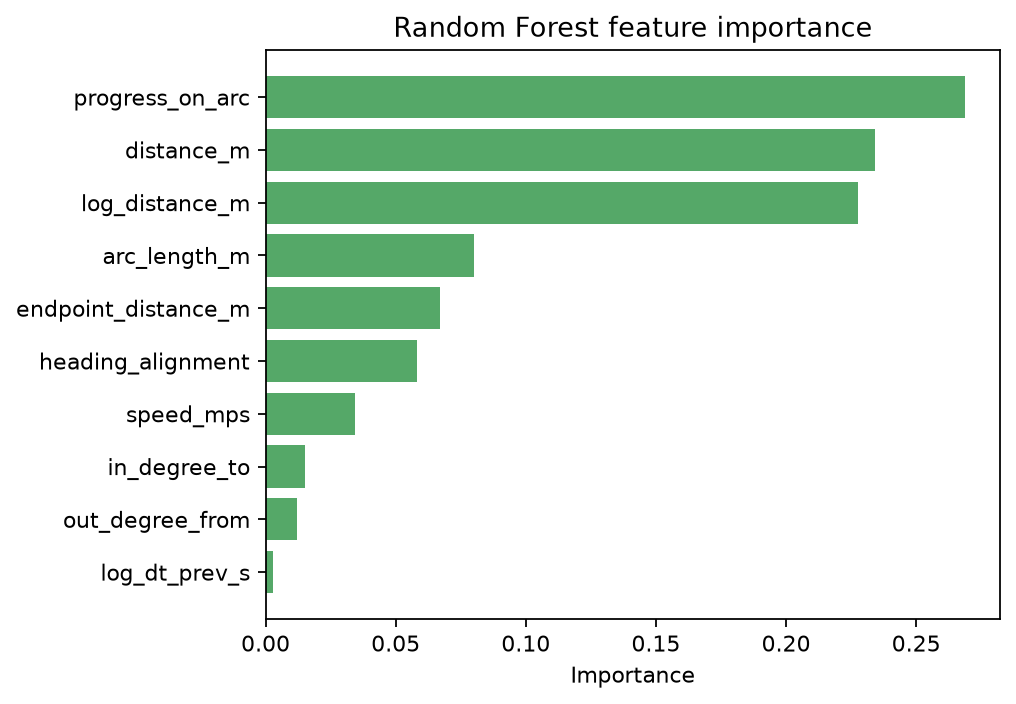 Random Forest feature importance
progress_on_arc
distance_m
log_distance_m
arc_length_m
endpoint_distance_m
heading_alignment
speed_mps
in_degree_to
out_degree_from
log_dt_prev_s
0.00 0.05 0.10 0.15 0.20 0.25
Importance